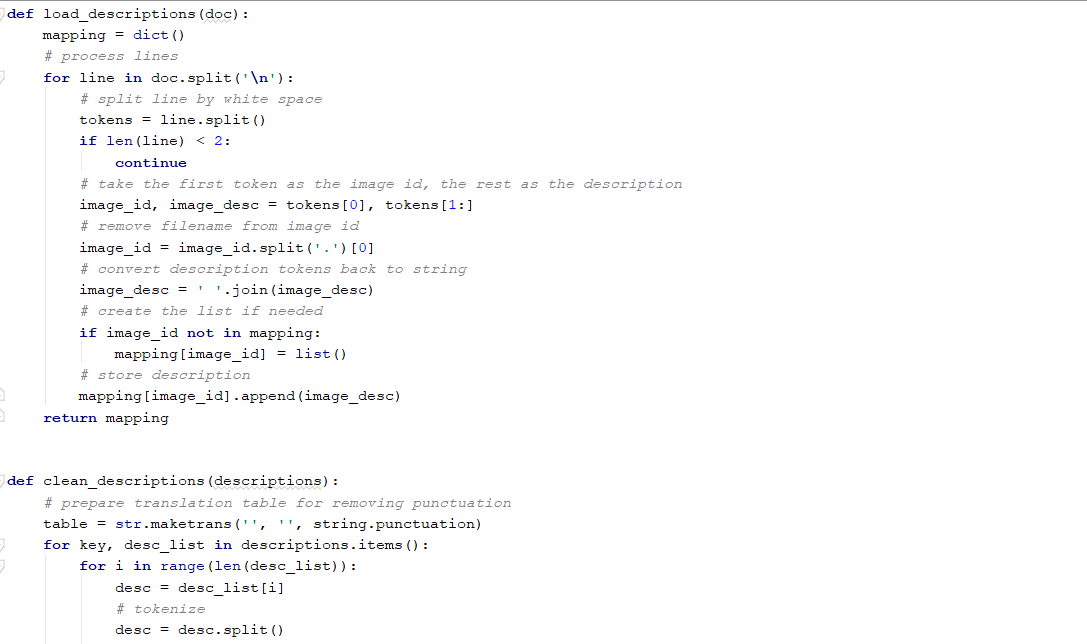 def load_descriptions(doc):
    mapping = dict()
    # process lines
    for line in doc.split('\n'):
        # split line by white space
        tokens = line.split()
        if len(line) < 2:
            continue
        # take the first token as the image id, the rest as the description
        image_id, image_desc = tokens[0], tokens[1:]
        # remove filename from image id
        image_id = image_id.split('.')[0]
        # convert description tokens back to string
        image_desc = ' '.join(image_desc)
        # create the list if needed
        if image_id not in mapping:
            mapping[image_id] = list()
        # store description
        mapping[image_id].append(image_desc)
    return mapping


def clean_descriptions(descriptions):
    # prepare translation table for removing punctuation
    table = str.maketrans('', '', string.punctuation)
    for key, desc_list in descriptions.items():
        for i in range(len(desc_list)):
            desc = desc_list[i]
            # tokenize
            desc = desc.split()